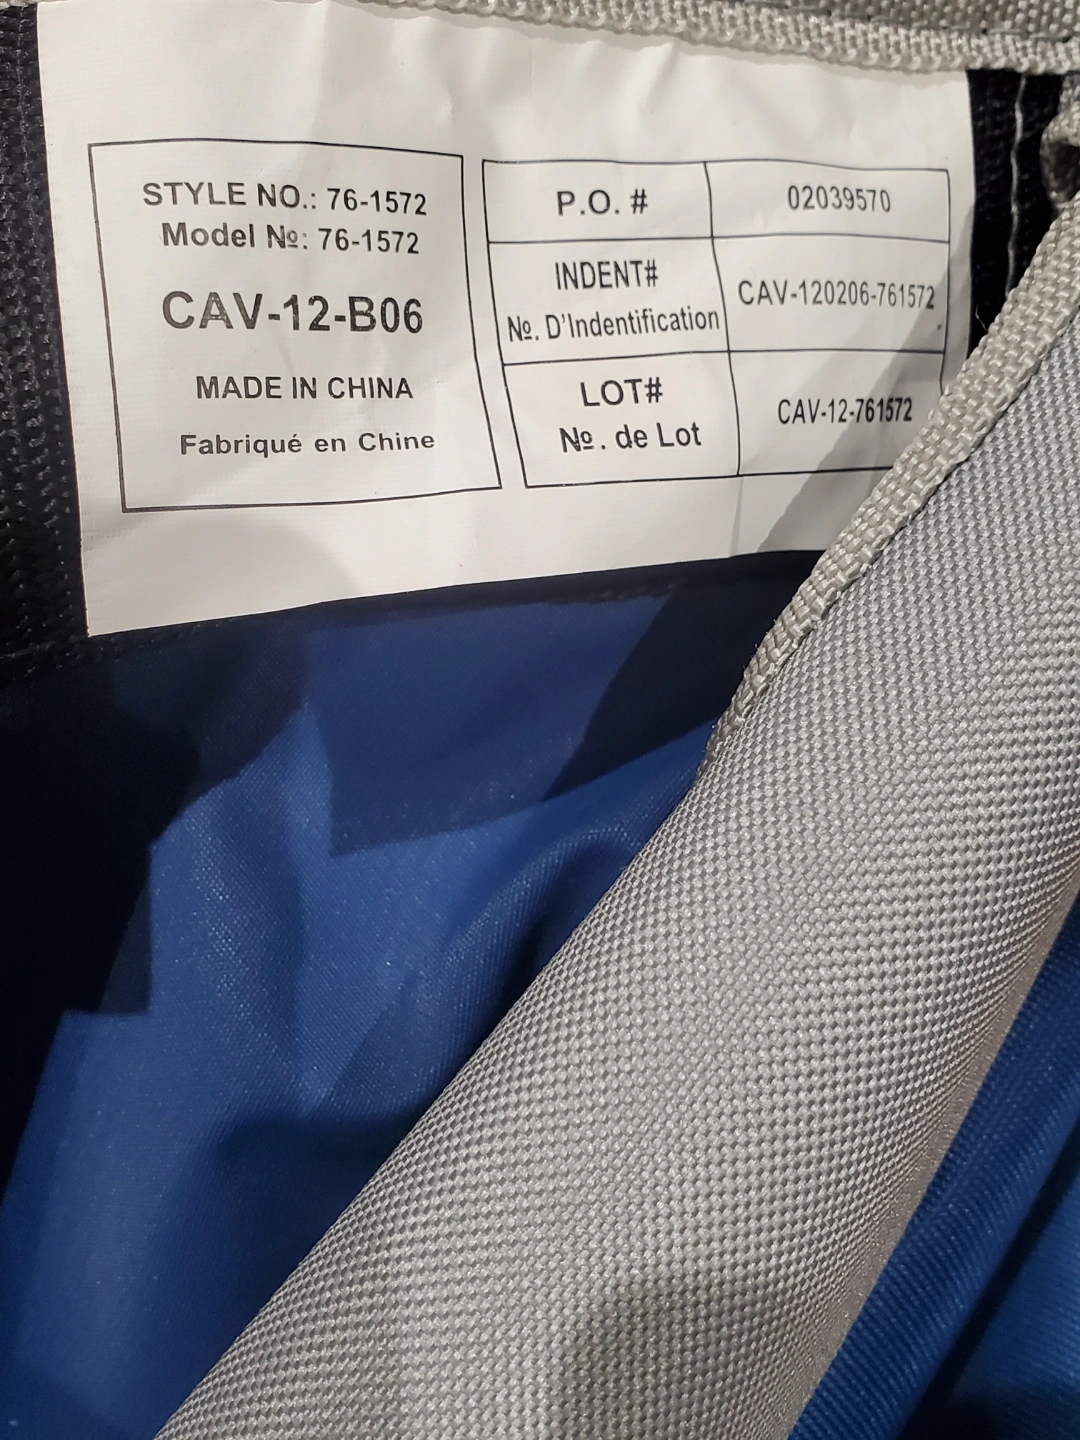 STYLE NO.: 76-1572
Model №: 76-1572
CAV-12-B06
MADE IN CHINA
Fabriqué en Chine
P.O. # 02039570
INDENT#
№. D'Indentification
CAV-120206-761572
LOT#
№. de Lot
CAV-12-761572